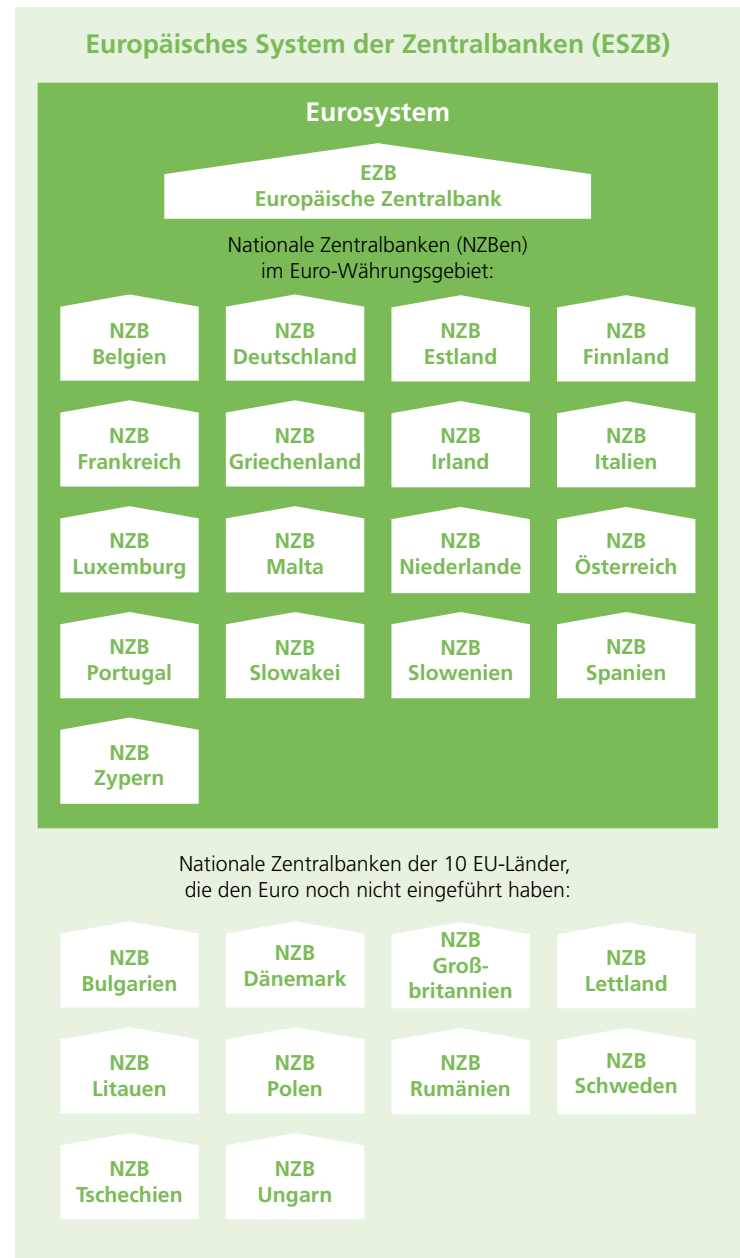 Europäisches System der Zentralbanken (ESZB)
Eurosystem
EZB
Europäische Zentralbank
Nationale Zentralbanken (NZBen)
im Euro-Währungsgebiet:
NZB
Belgien
NZB
Deutschland
NZB
Estland
NZB
Finnland
NZB
Frankreich
NZB
Griechenland
NZB
Irland
NZB
Italien
NZB
Luxemburg
NZB
Malta
NZB
Niederlande
NZB
Österreich
NZB
Portugal
NZB
Slowakei
NZB
Slowenien
NZB
Spanien
NZB
Zypern
Nationale Zentralbanken der 10 EU-Länder,
die den Euro noch nicht eingeführt haben:
NZB
Bulgarien
NZB
Dänemark
NZB
Groß-
britannien
NZB
Lettland
NZB
Litauen
NZB
Polen
NZB
Rumänien
NZB
Schweden
NZB
Tschechien
NZB
Ungarn